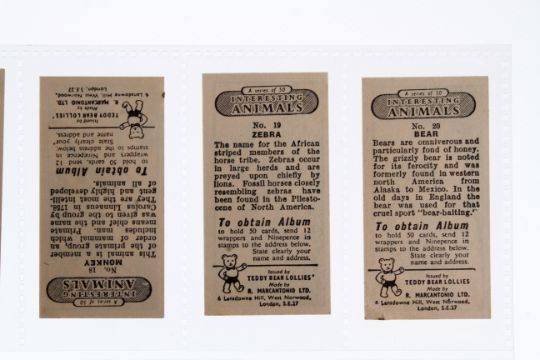 A series of 50
INTERESTING
ANIMALS
No. 18
MONKEY
This animal is a member
of the primate group, an
order of mammal which
includes man. Primate
means chief and the name
was given to the group by
Carolus Linnaeus in 1758.
They are the most intelli-
gent and highly developed
of all animals.
To obtain Album
to hold 50 cards, send 12
wrappers and Ninepence in
stamps to the address below.
State clearly your
name and address.
Issued by
TEDDY BEAR LOLLIES'
Made by
R. MARCANTONIO LTD.
6 Lansdowne Hill, West Norwood,
London, S.E.27
A series of 50
INTERESTING
ANIMALS
No. 19
ZEBRA
The name for the African
striped members of the
horse tribe. Zebras occur
in large herds and are
preyed upon chiefly by
lions. Fossil horses closely
resembling zebras have
been found in the Pliesto-
cene of North America.
To obtain Album
to hold 50 cards, send 12
wrappers and Ninepence in
stamps to the address below.
State clearly your
name and address.
Issued by
TEDDY BEAR LOLLIES'
Made by
R. MARCANTONIO LTD.
6 Lansdowne Hill, West Norwood,
London, S.E.27
A series of 50
INTERESTING
ANIMALS
No. 20
BEAR
Bears are omniverous and
particularly fond of honey.
The grizzly bear is noted
for its ferocity and was
formerly found in western
north America from
Alaska to Mexico. In the
old days in England the
bear was used for that
cruel sport "bear-baiting."
To obtain Album
to hold 50 cards, send 12
wrappers and Ninepence in
stamps to the address below.
State clearly your
name and address.
Issued by
TEDDY BEAR LOLLIES'
Made by
R. MARCANTONIO LTD.
6 Lansdowne Hill, West Norwood,
London, S.E.27